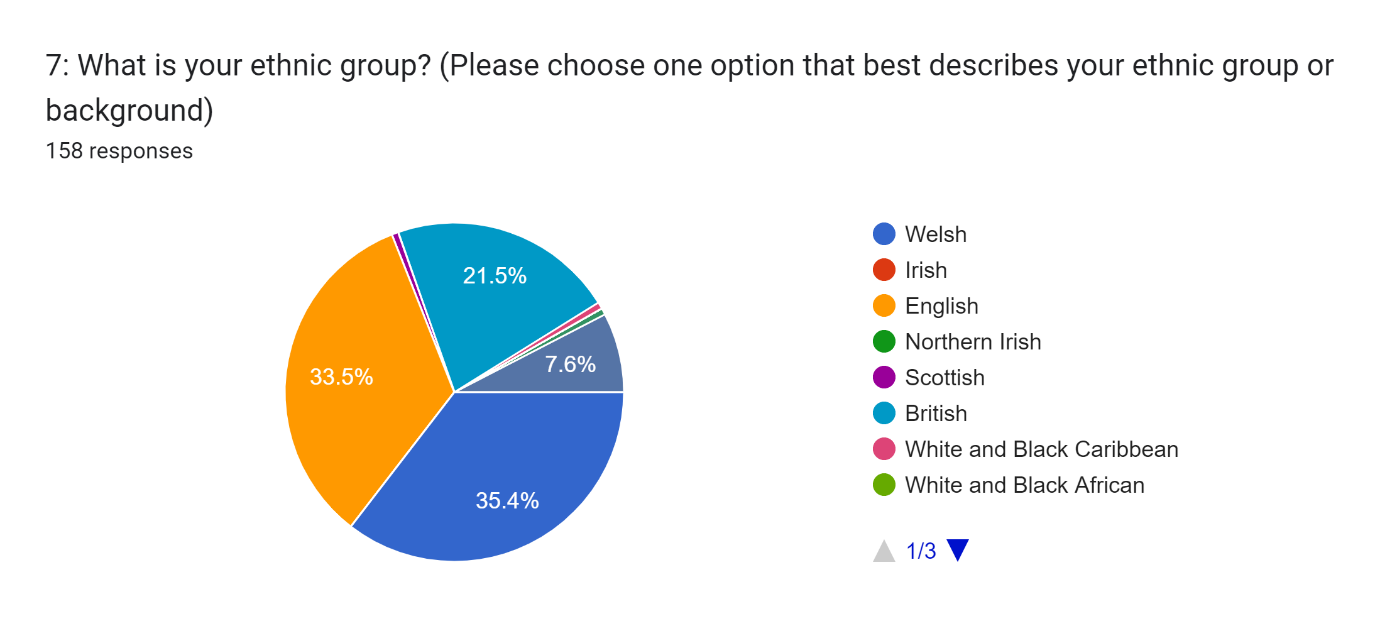 7: What is your ethnic group? (Please choose one option that best describes your ethnic group or
background)
158 responses
21.5%
7.6%
33.5%
35.4%
Welsh
Irish
English
Northern Irish
Scottish
British
White and Black Caribbean
White and Black African
1/3